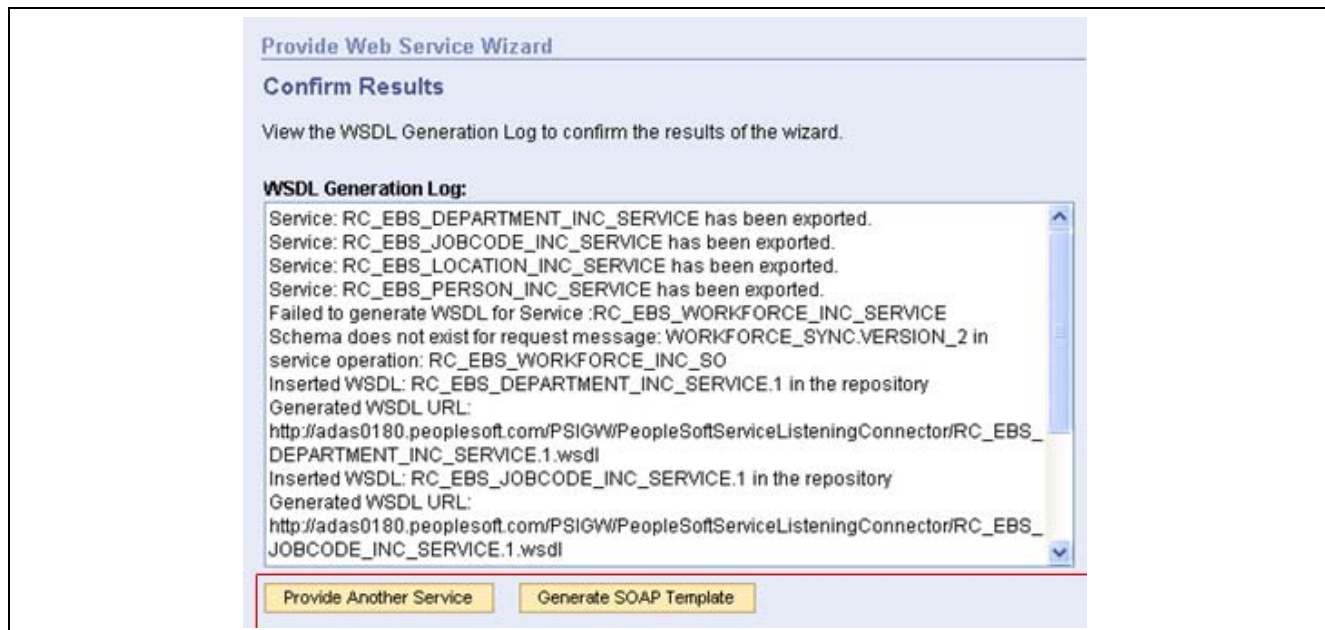 Provide Web Service Wizard
Confirm Results
View the WSDL Generation Log to confirm the results of the wizard.
WSDL Generation Log:
Service: RC_EBS_DEPARTMENT_INC_SERVICE has been exported.
Service: RC_EBS_JOBCODE_INC_SERVICE has been exported.
Service: RC_EBS_LOCATION_INC_SERVICE has been exported.
Service: RC_EBS_PERSON_INC_SERVICE has been exported.
Failed to generate WSDL for Service :RC_EBS_WORKFORCE_INC_SERVICE
Schema does not exist for request message: WORKFORCE_SYNC.VERSION_2 in
service operation: RC_EBS_WORKFORCE_INC_SO
Inserted WSDL: RC_EBS_DEPARTMENT_INC_SERVICE.1 in the repository
Generated WSDL URL:
http://adas0180.peoplesoft.com/PSIGW/PeopleSoftServiceListeningConnector/RC_EBS_
DEPARTMENT_INC_SERVICE.1.wsdl
Inserted WSDL: RC_EBS_JOBCODE_INC_SERVICE.1 in the repository
Generated WSDL URL:
http://adas0180.peoplesoft.com/PSIGW/PeopleSoftServiceListeningConnector/RC_EBS_
JOBCODE_INC_SERVICE.1.wsdl
Provide Another Service Generate SOAP Template